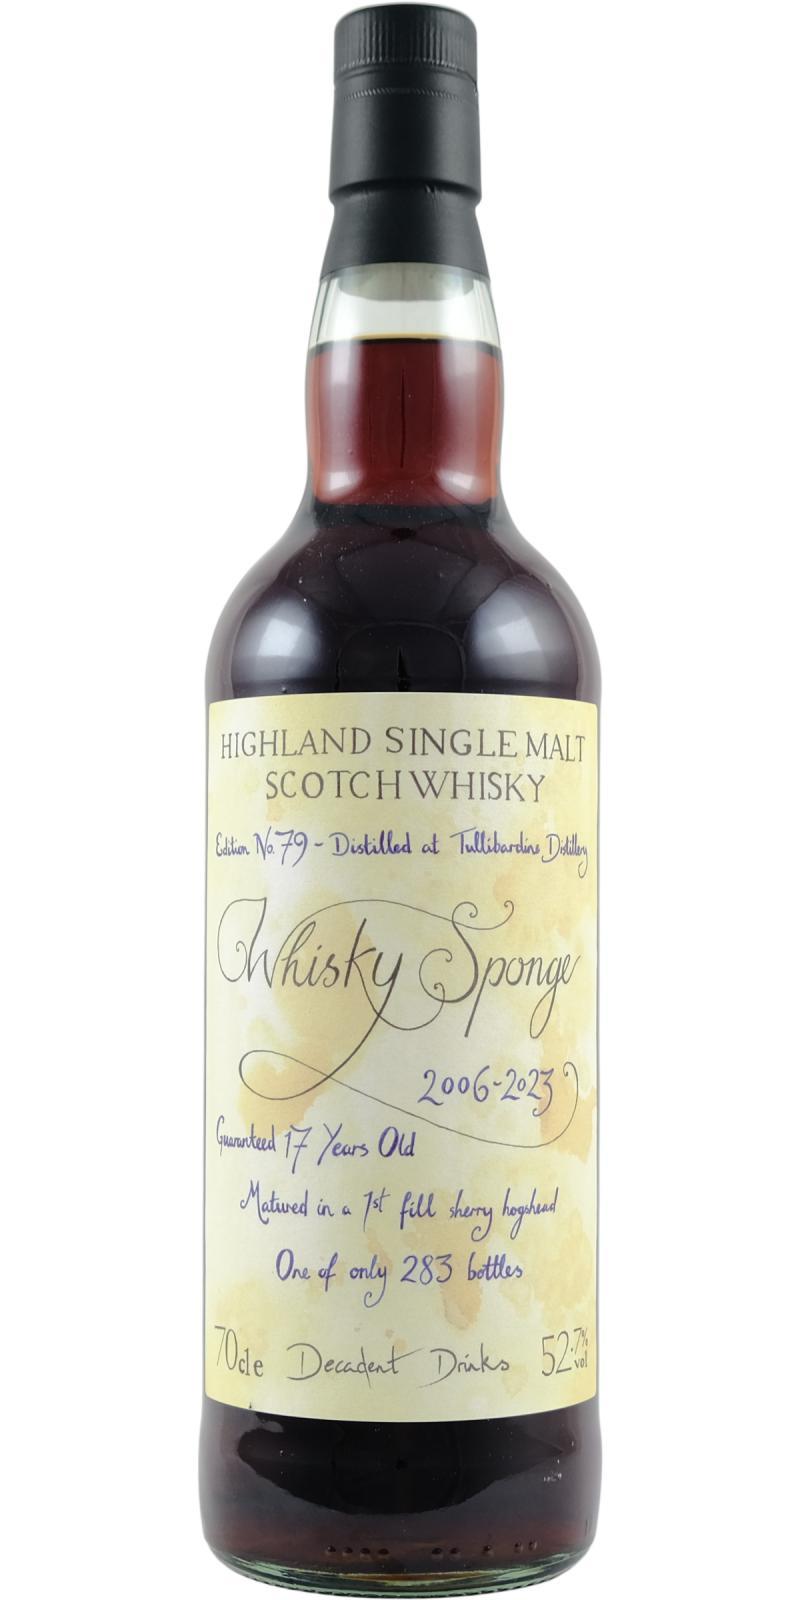 HIGHLAND SINGLE MALT
SCOTCH WHISKY
Edition No. 79 - Distilled at Tullibardine Distillery
Whisky Sponge
2006-2023
Guaranteed 17 Years Old
Matured in a 1st fill sherry hogshead
One of only 283 bottles
70cl e Decadent Drinks 52.7% vol